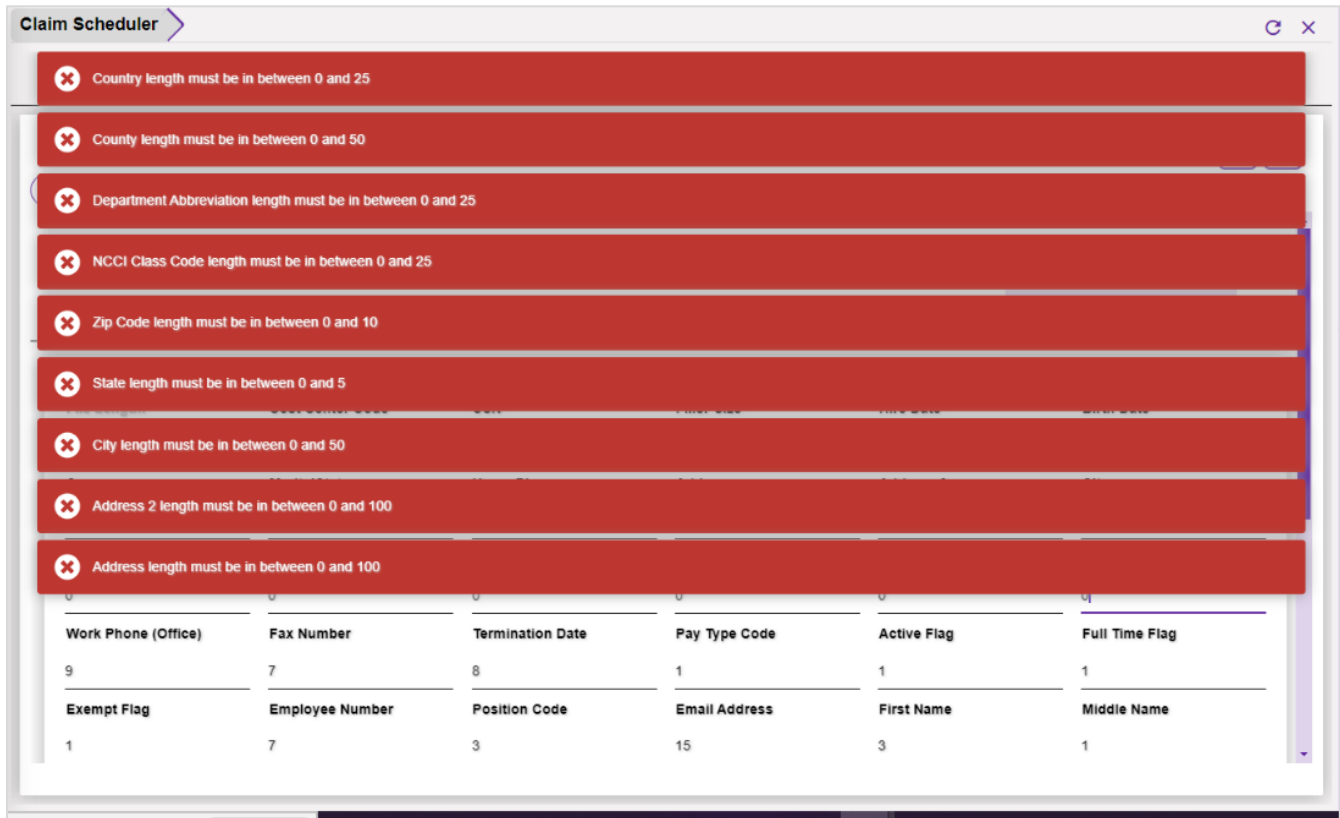 Claim Scheduler
Country length must be in between 0 and 25
County length must be in between 0 and 50
Department Abbreviation length must be in between 0 and 25
NCCI Class Code length must be in between 0 and 25
Zip Code length must be in between 0 and 10
State length must be in between 0 and 5
City length must be in between 0 and 50
Address 2 length must be in between 0 and 100
Address length must be in between 0 and 100
0 0 0 0 0 0
Work Phone (Office) Fax Number Termination Date Pay Type Code Active Flag Full Time Flag
9 7 8 1 1 1
Exempt Flag Employee Number Position Code Email Address First Name Middle Name
1 7 3 15 3 1